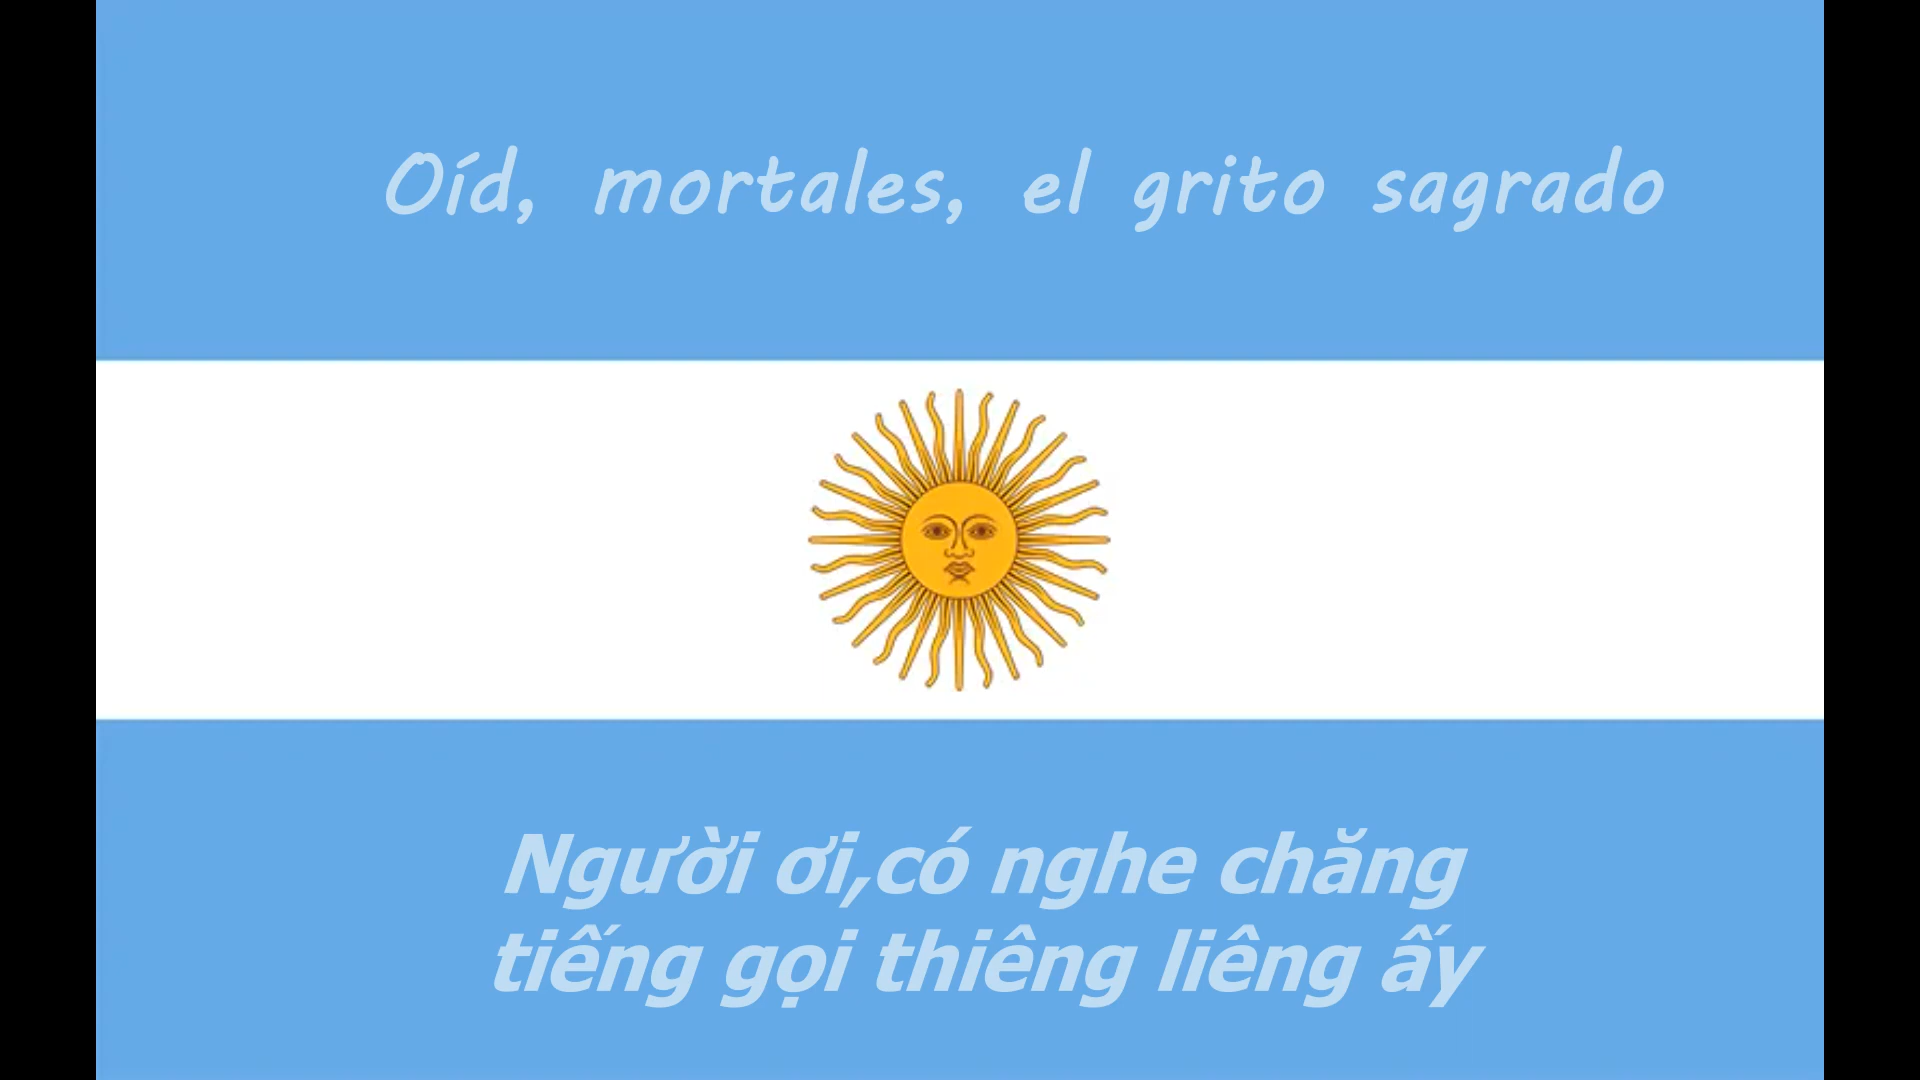 Oíd, mortales, el grito sagrado
Người ơi,có nghe chăng
tiếng gọi thiêng liêng ấy